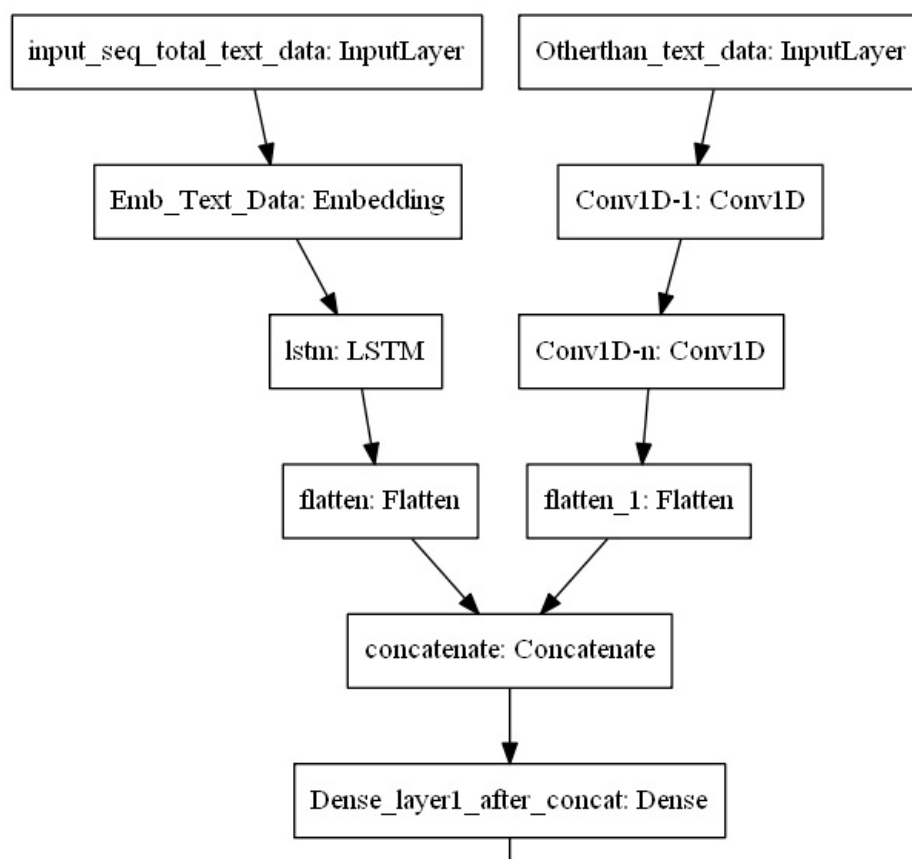 input_seq_total_text_data: InputLayer
Otherthan_text_data: InputLayer
Emb_Text_Data: Embedding
Conv1D-1: Conv1D
lstm: LSTM
Conv1D-n: Conv1D
flatten: Flatten
flatten_1: Flatten
concatenate: Concatenate
Dense_layer1_after_concat: Dense